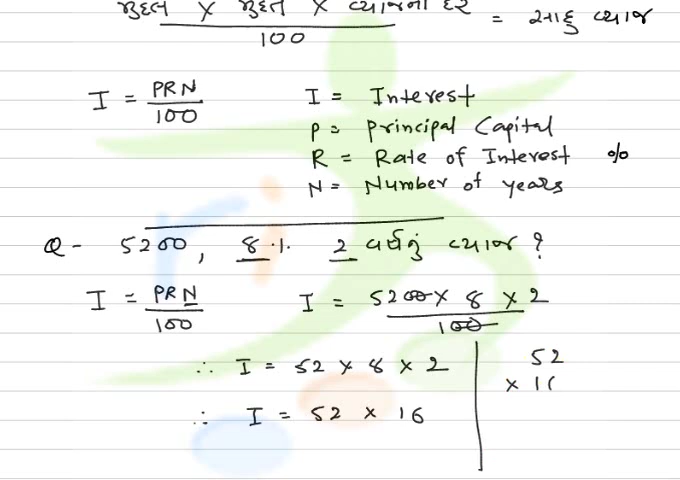 મુદ્દલ X મુદ્દત X વ્યાજનો દર / 100 = સાદુ વ્યાજ
I = PRN / 100
I = Interest
P = Principal Capital
R = Rate of Interest %
N = Number of years
Q - 5200, 8 %. 2 વર્ષનું વ્યાજ ?
I = PRN / 100
I = 5200 x 8 x 2 / 100
∴ I = 52 x 8 x 2
∴ I = 52 x 16
52
x 16